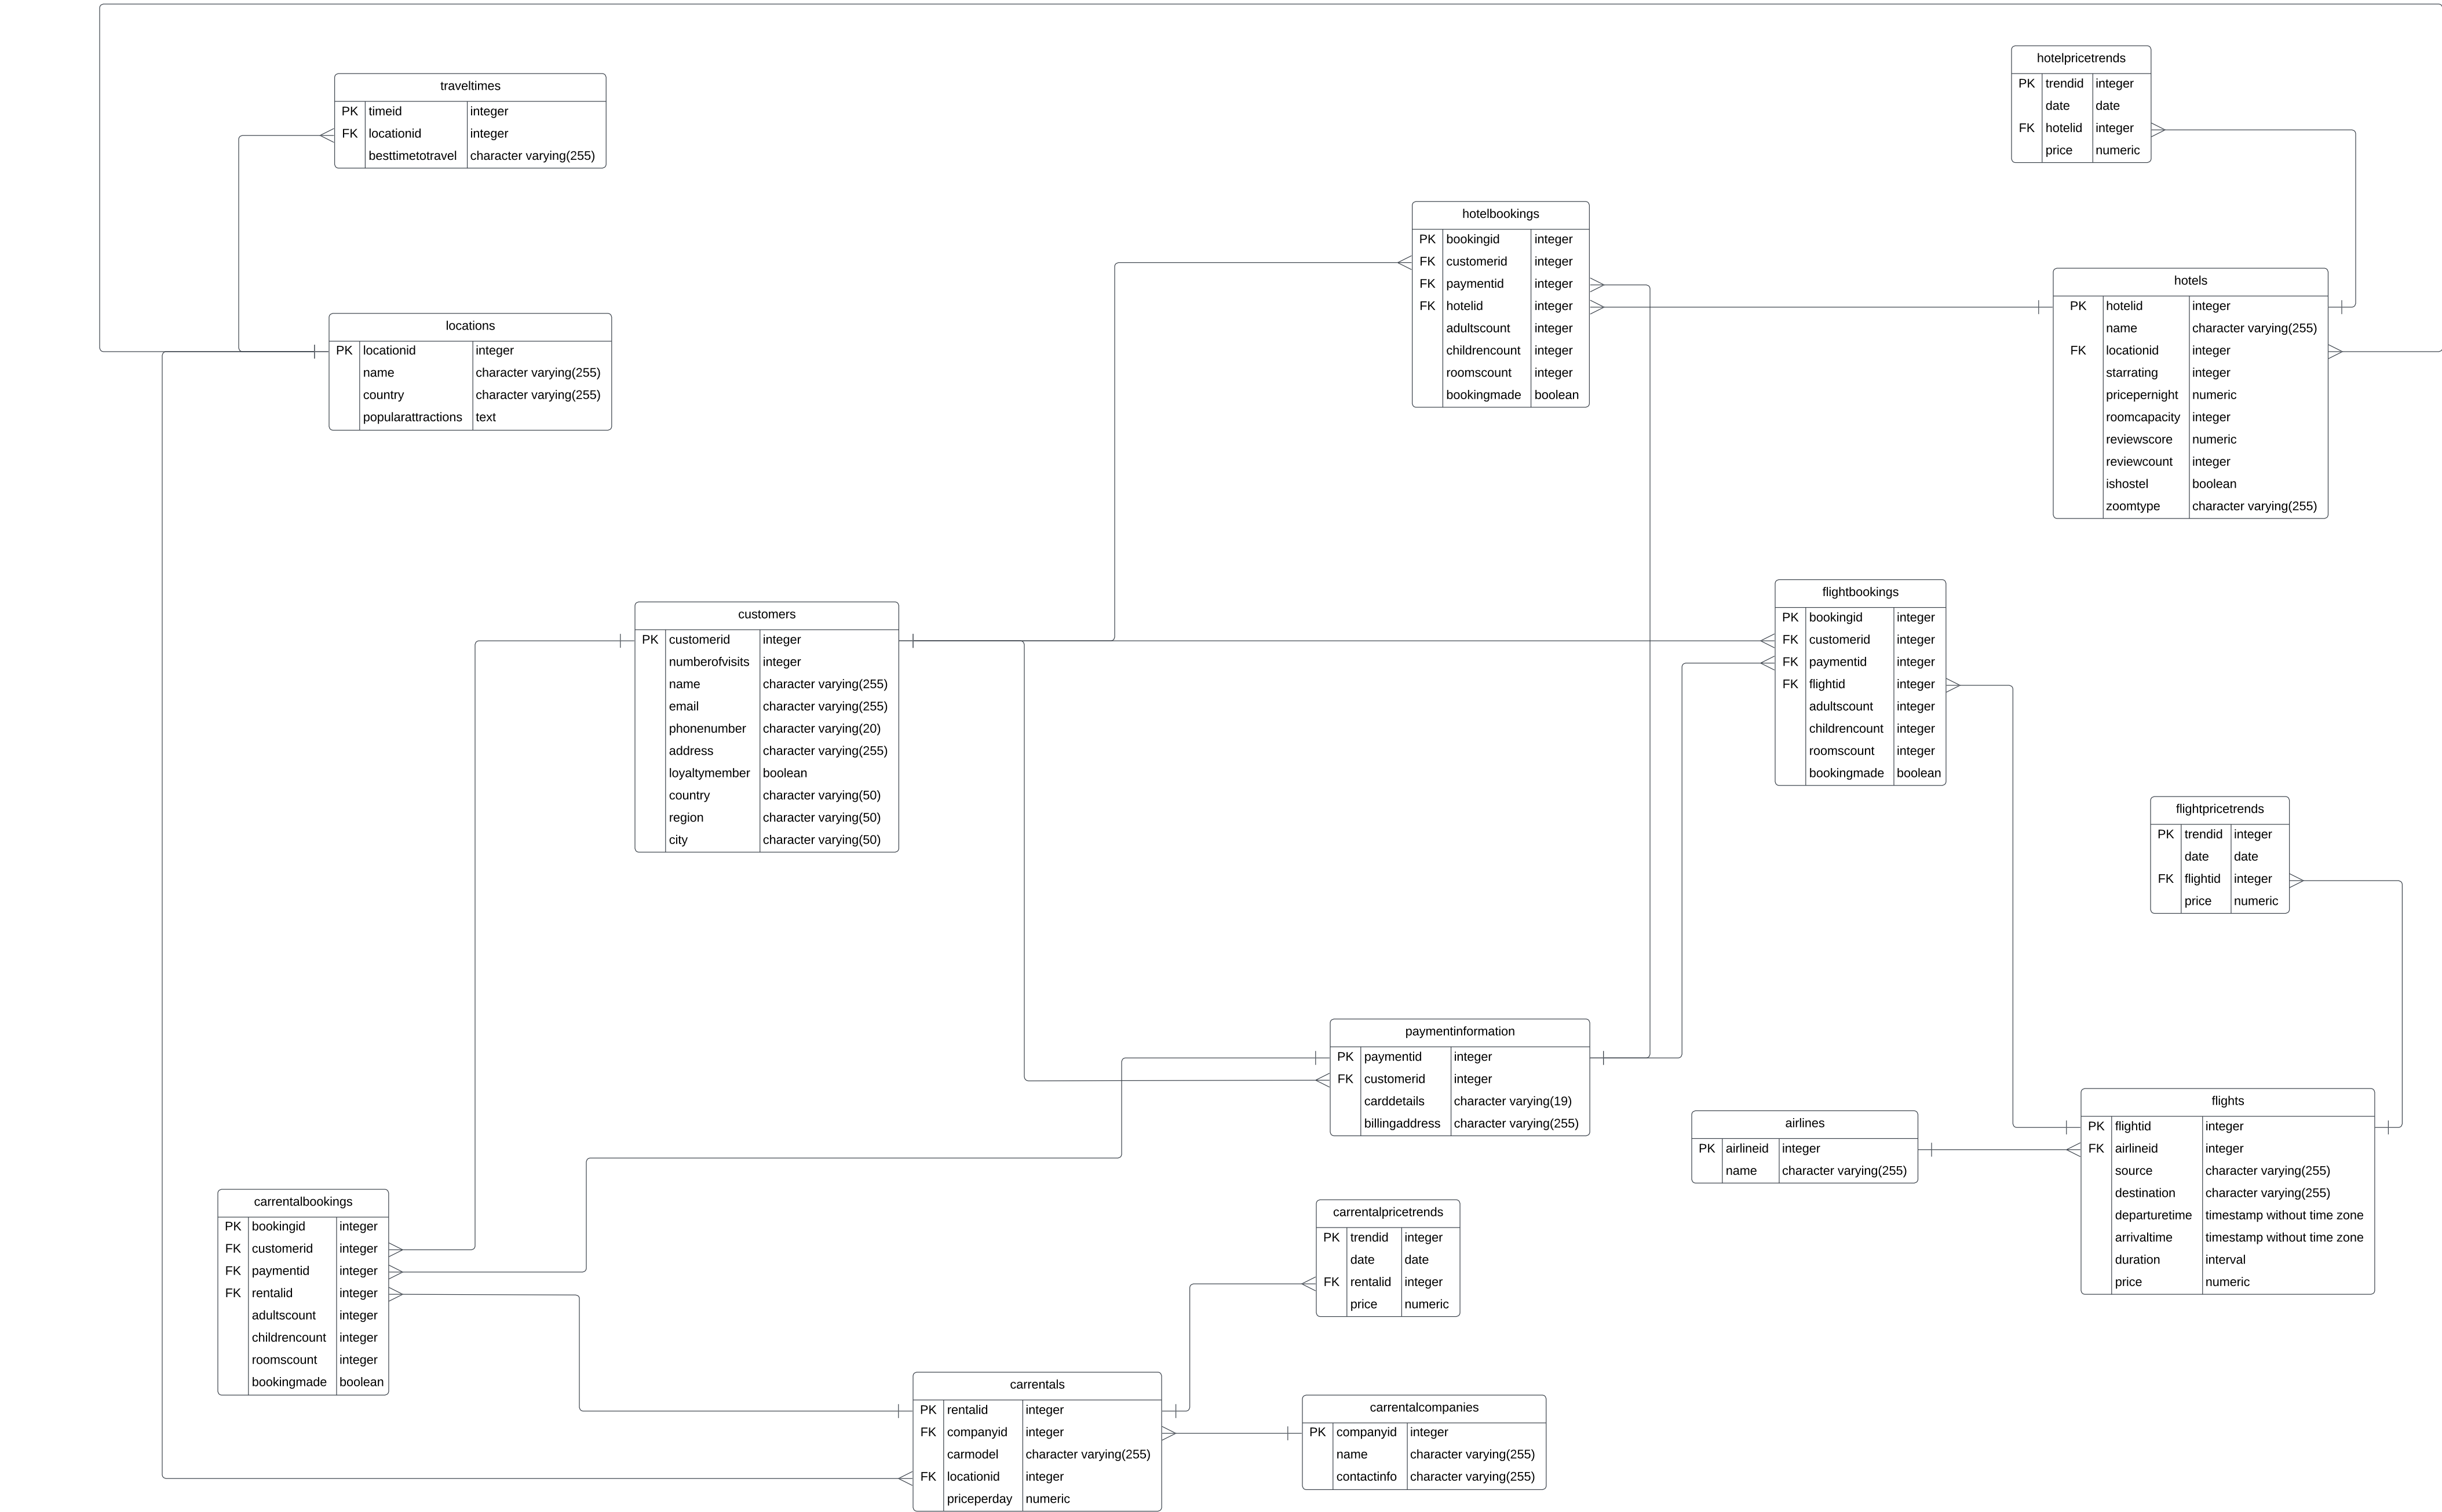 traveltimes
PK timeid integer
FK locationid integer
besttimetotravel character varying(255)
hotelpricetrends
PK trendid integer
date date
FK hotelid integer
price numeric
hotelbookings
PK bookingid integer
FK customerid integer
FK paymentid integer
FK hotelid integer
adultscount integer
childrencount integer
roomscount integer
bookingmade boolean
hotels
PK hotelid integer
name character varying(255)
FK locationid integer
starrating integer
pricepernight numeric
roomcapacity integer
reviewscore numeric
reviewcount integer
ishostel boolean
zoomtype character varying(255)
locations
PK locationid integer
name character varying(255)
country character varying(255)
popularattractions text
customers
PK customerid integer
numberofvisits integer
name character varying(255)
email character varying(255)
phonenumber character varying(20)
address character varying(255)
loyaltymember boolean
country character varying(50)
region character varying(50)
city character varying(50)
flightbookings
PK bookingid integer
FK customerid integer
FK paymentid integer
FK flightid integer
adultscount integer
childrencount integer
roomscount integer
bookingmade boolean
flightpricetrends
PK trendid integer
date date
FK flightid integer
price numeric
paymentinformation
PK paymentid integer
FK customerid integer
carddetails character varying(19)
billingaddress character varying(255)
airlines
PK airlineid integer
name character varying(255)
flights
PK flightid integer
FK airlineid integer
source character varying(255)
destination character varying(255)
departuretime timestamp without time zone
arrivaltime timestamp without time zone
duration interval
price numeric
carrentalbookings
PK bookingid integer
FK customerid integer
FK paymentid integer
FK rentalid integer
adultscount integer
childrencount integer
roomscount integer
bookingmade boolean
carrentalpricetrends
PK trendid integer
date date
FK rentalid integer
price numeric
carrentals
PK rentalid integer
FK companyid integer
carmodel character varying(255)
FK locationid integer
priceperday numeric
carrentalcompanies
PK companyid integer
name character varying(255)
contactinfo character varying(255)